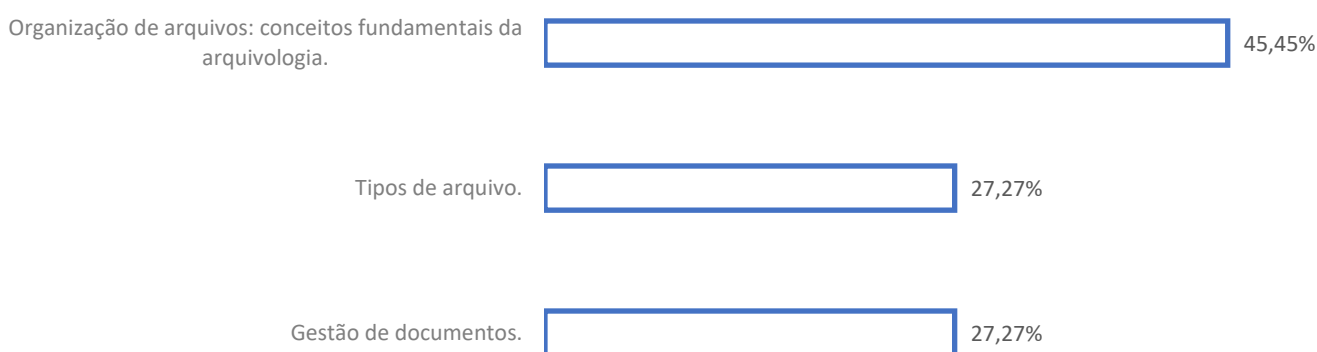 Organização de arquivos: conceitos fundamentais da
arquivologia.
45,45%
Tipos de arquivo.
27,27%
Gestão de documentos.
27,27%